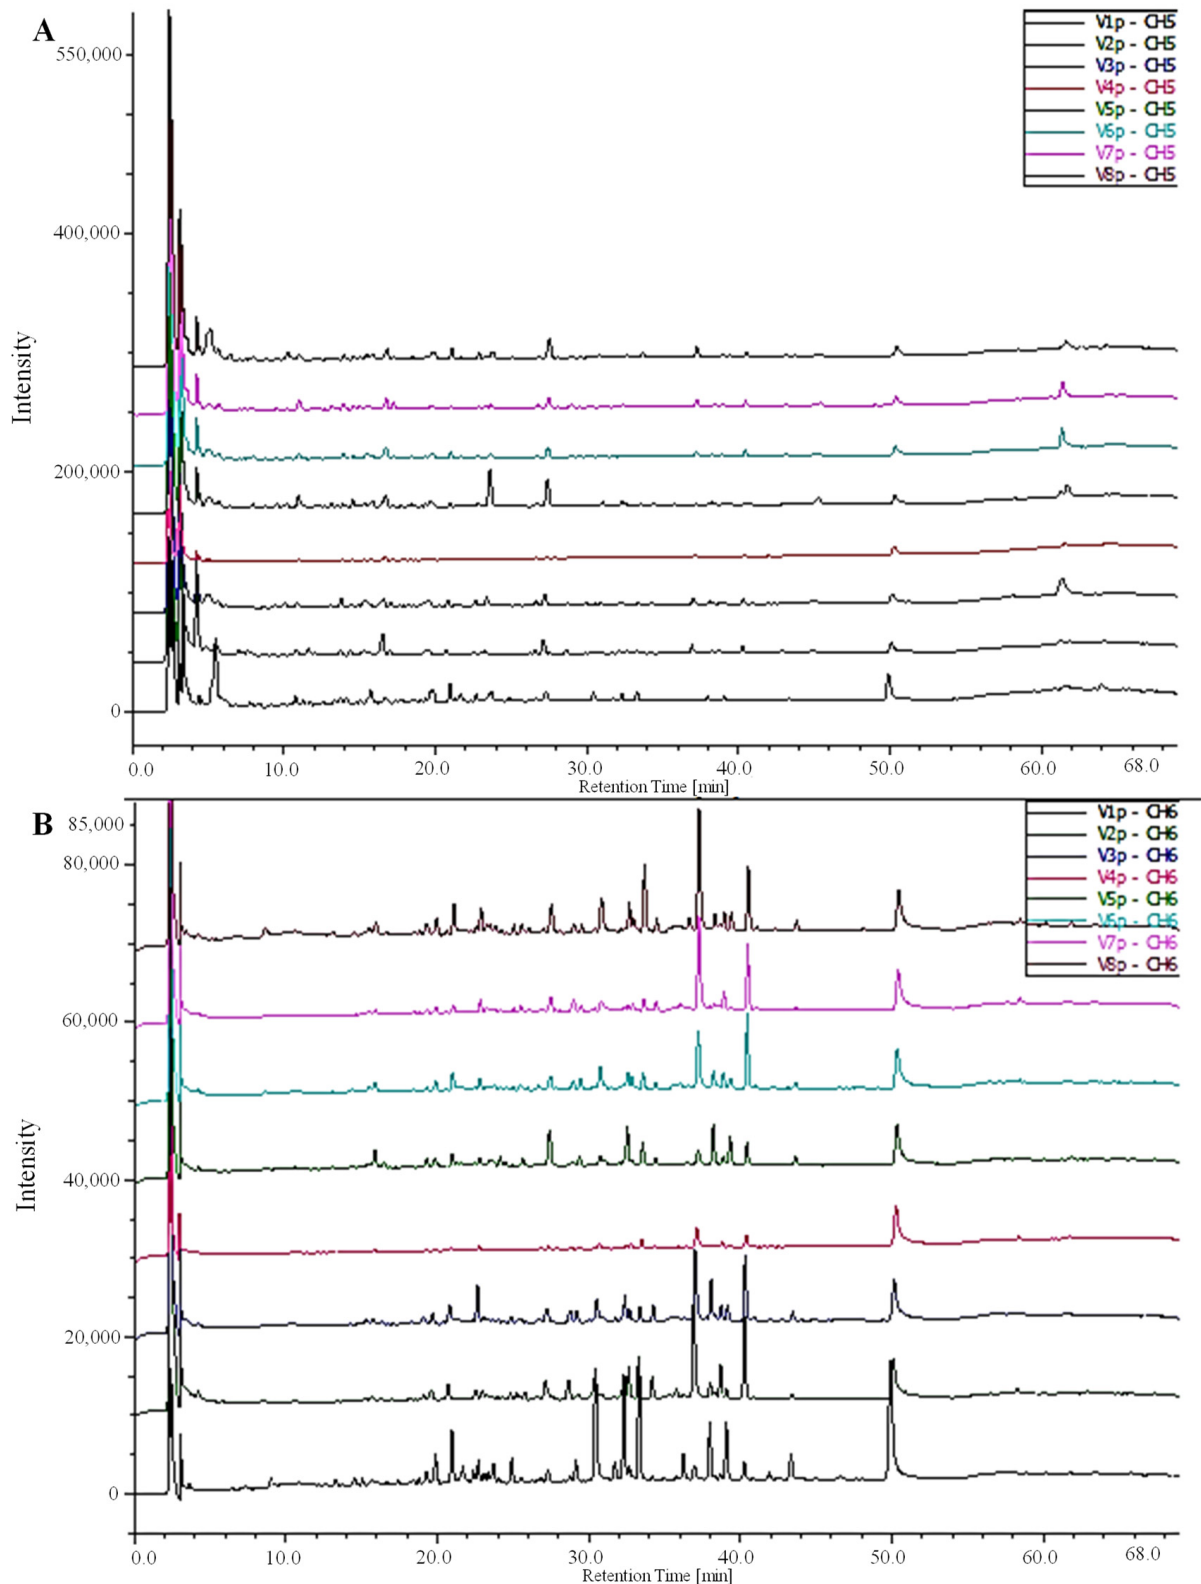 A
V1p - CH5
V2p - CH5
V3p - CH5
V4p - CH5
V5p - CH5
V6p - CH5
V7p - CH5
V8p - CH5
550,000
400,000
200,000
0
Intensity
0.0 10.0 20.0 30.0 40.0 50.0 60.0 68.0
Retention Time [min]
B
V1p - CH6
V2p - CH6
V3p - CH6
V4p - CH6
V5p - CH6
V6p - CH6
V7p - CH6
V8p - CH6
85,000
80,000
60,000
40,000
20,000
0
Intensity
0.0 10.0 20.0 30.0 40.0 50.0 60.0 68.0
Retention Time [min]